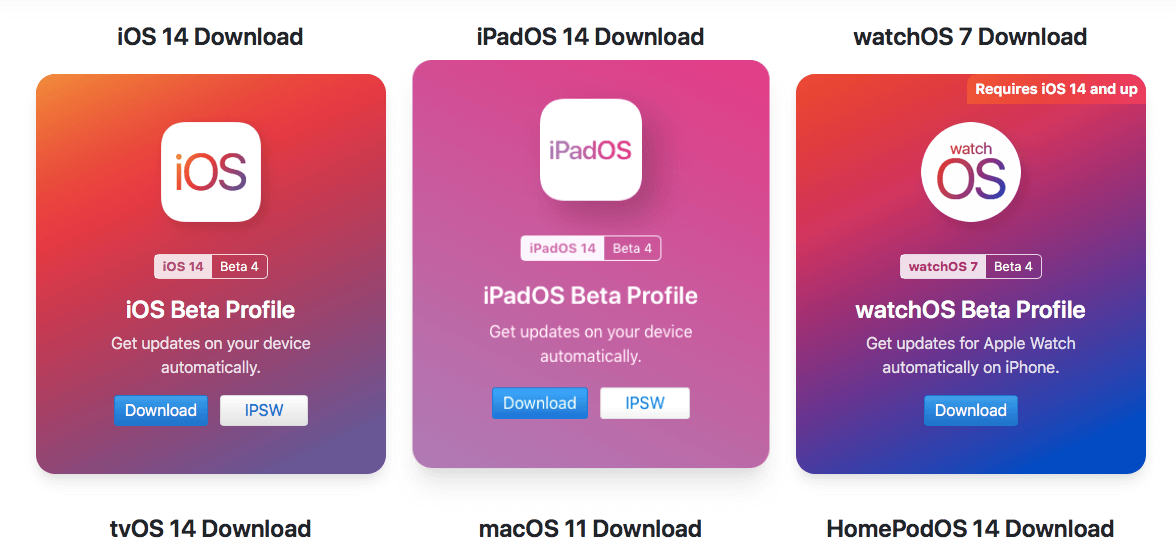 iOS 14 Download
iPadOS 14 Download
watchOS 7 Download
iOS
iOS 14 Beta 4
iOS Beta Profile
Get updates on your device
automatically.
Download IPSW
iPadOS
iPadOS 14 Beta 4
iPadOS Beta Profile
Get updates on your device
automatically.
Download IPSW
Requires iOS 14 and up
watch
OS
watchOS 7 Beta 4
watchOS Beta Profile
Get updates for Apple Watch
automatically on iPhone.
Download
tvOS 14 Download
macOS 11 Download
HomePodOS 14 Download